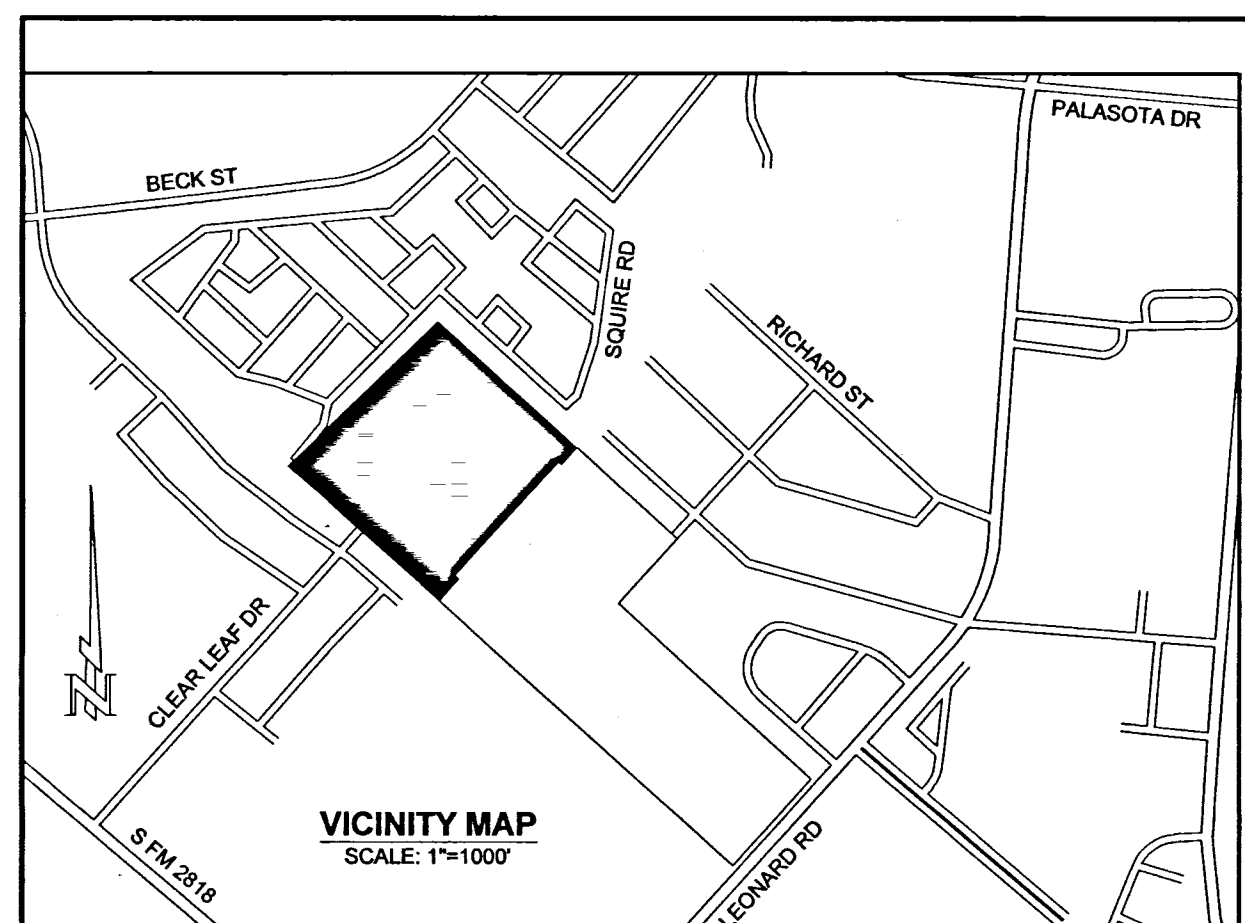 PALASOTA DR
BECK ST
SQUIRE RD
RICHARD ST
N
CLEAR LEAF DR
VICINITY MAP
SCALE: 1"=1000'
S FM 2818
LEONARD RD